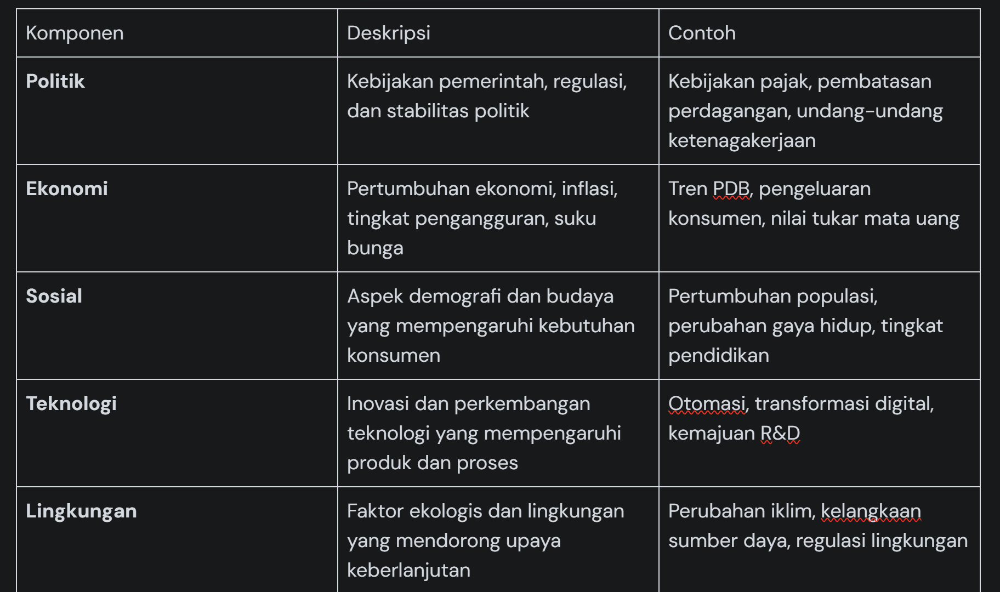 Komponen
Deskripsi
Contoh
Politik
Kebijakan pemerintah, regulasi,
dan stabilitas politik
Kebijakan pajak, pembatasan
perdagangan, undang-undang
ketenagakerjaan
Ekonomi
Pertumbuhan ekonomi, inflasi,
tingkat pengangguran, suku
bunga
Tren PDB, pengeluaran
konsumen, nilai tukar mata uang
Sosial
Aspek demografi dan budaya
yang mempengaruhi kebutuhan
konsumen
Pertumbuhan populasi,
perubahan gaya hidup, tingkat
pendidikan
Teknologi
Inovasi dan perkembangan
teknologi yang mempengaruhi
produk dan proses
Otomasi, transformasi digital,
kemajuan R&D
Lingkungan
Faktor ekologis dan lingkungan
yang mendorong upaya
keberlanjutan
Perubahan iklim, kelangkaan
sumber daya, regulasi lingkungan